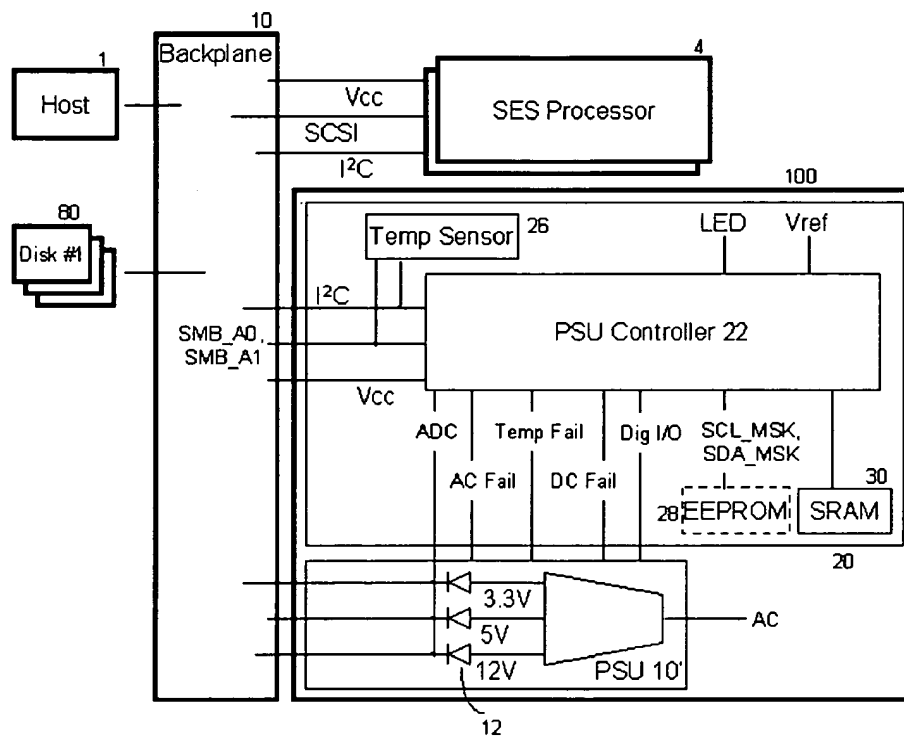 10
Backplane
1
Host
4
SES Processor
Vcc
SCSI
I²C
100
80
Disk #1
Temp Sensor
26
LED
Vref
I²C
PSU Controller 22
SMB_A0,
SMB_A1
Vcc
ADC
Temp Fail
Dig I/O
SCL_MSK,
SDA_MSK
AC Fail
DC Fail
30
28
EEPROM
SRAM
20
3.3V
5V
12V
AC
PSU 10'
12